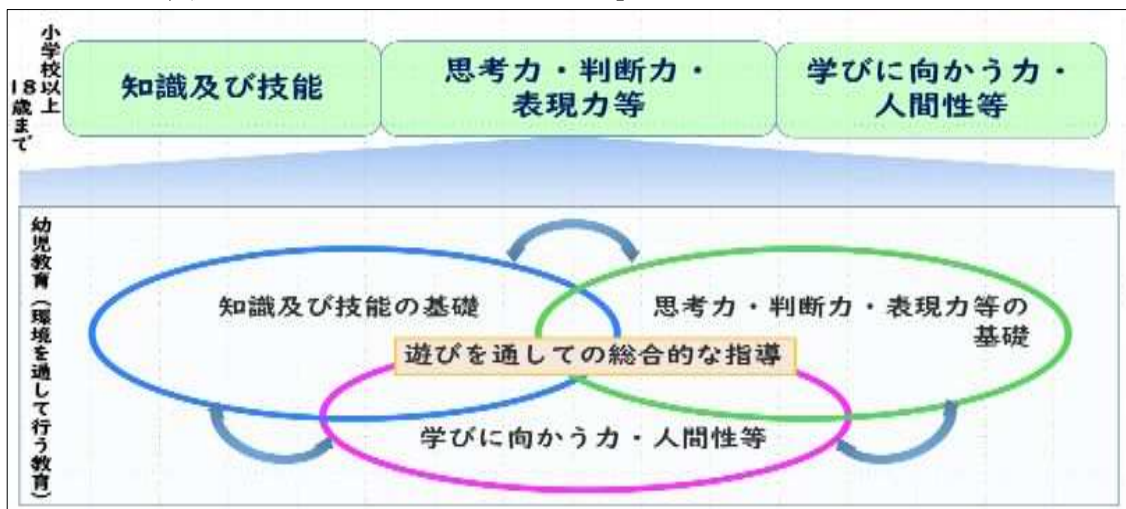 小学校以上
18歳まで
知識及び技能
思考力・判断力・
表現力等
学びに向かう力・
人間性等
幼児教育（環境を通して行う教育）
知識及び技能の基礎
思考力・判断力・表現力等の
基礎
遊びを通しての総合的な指導
学びに向かう力・人間性等